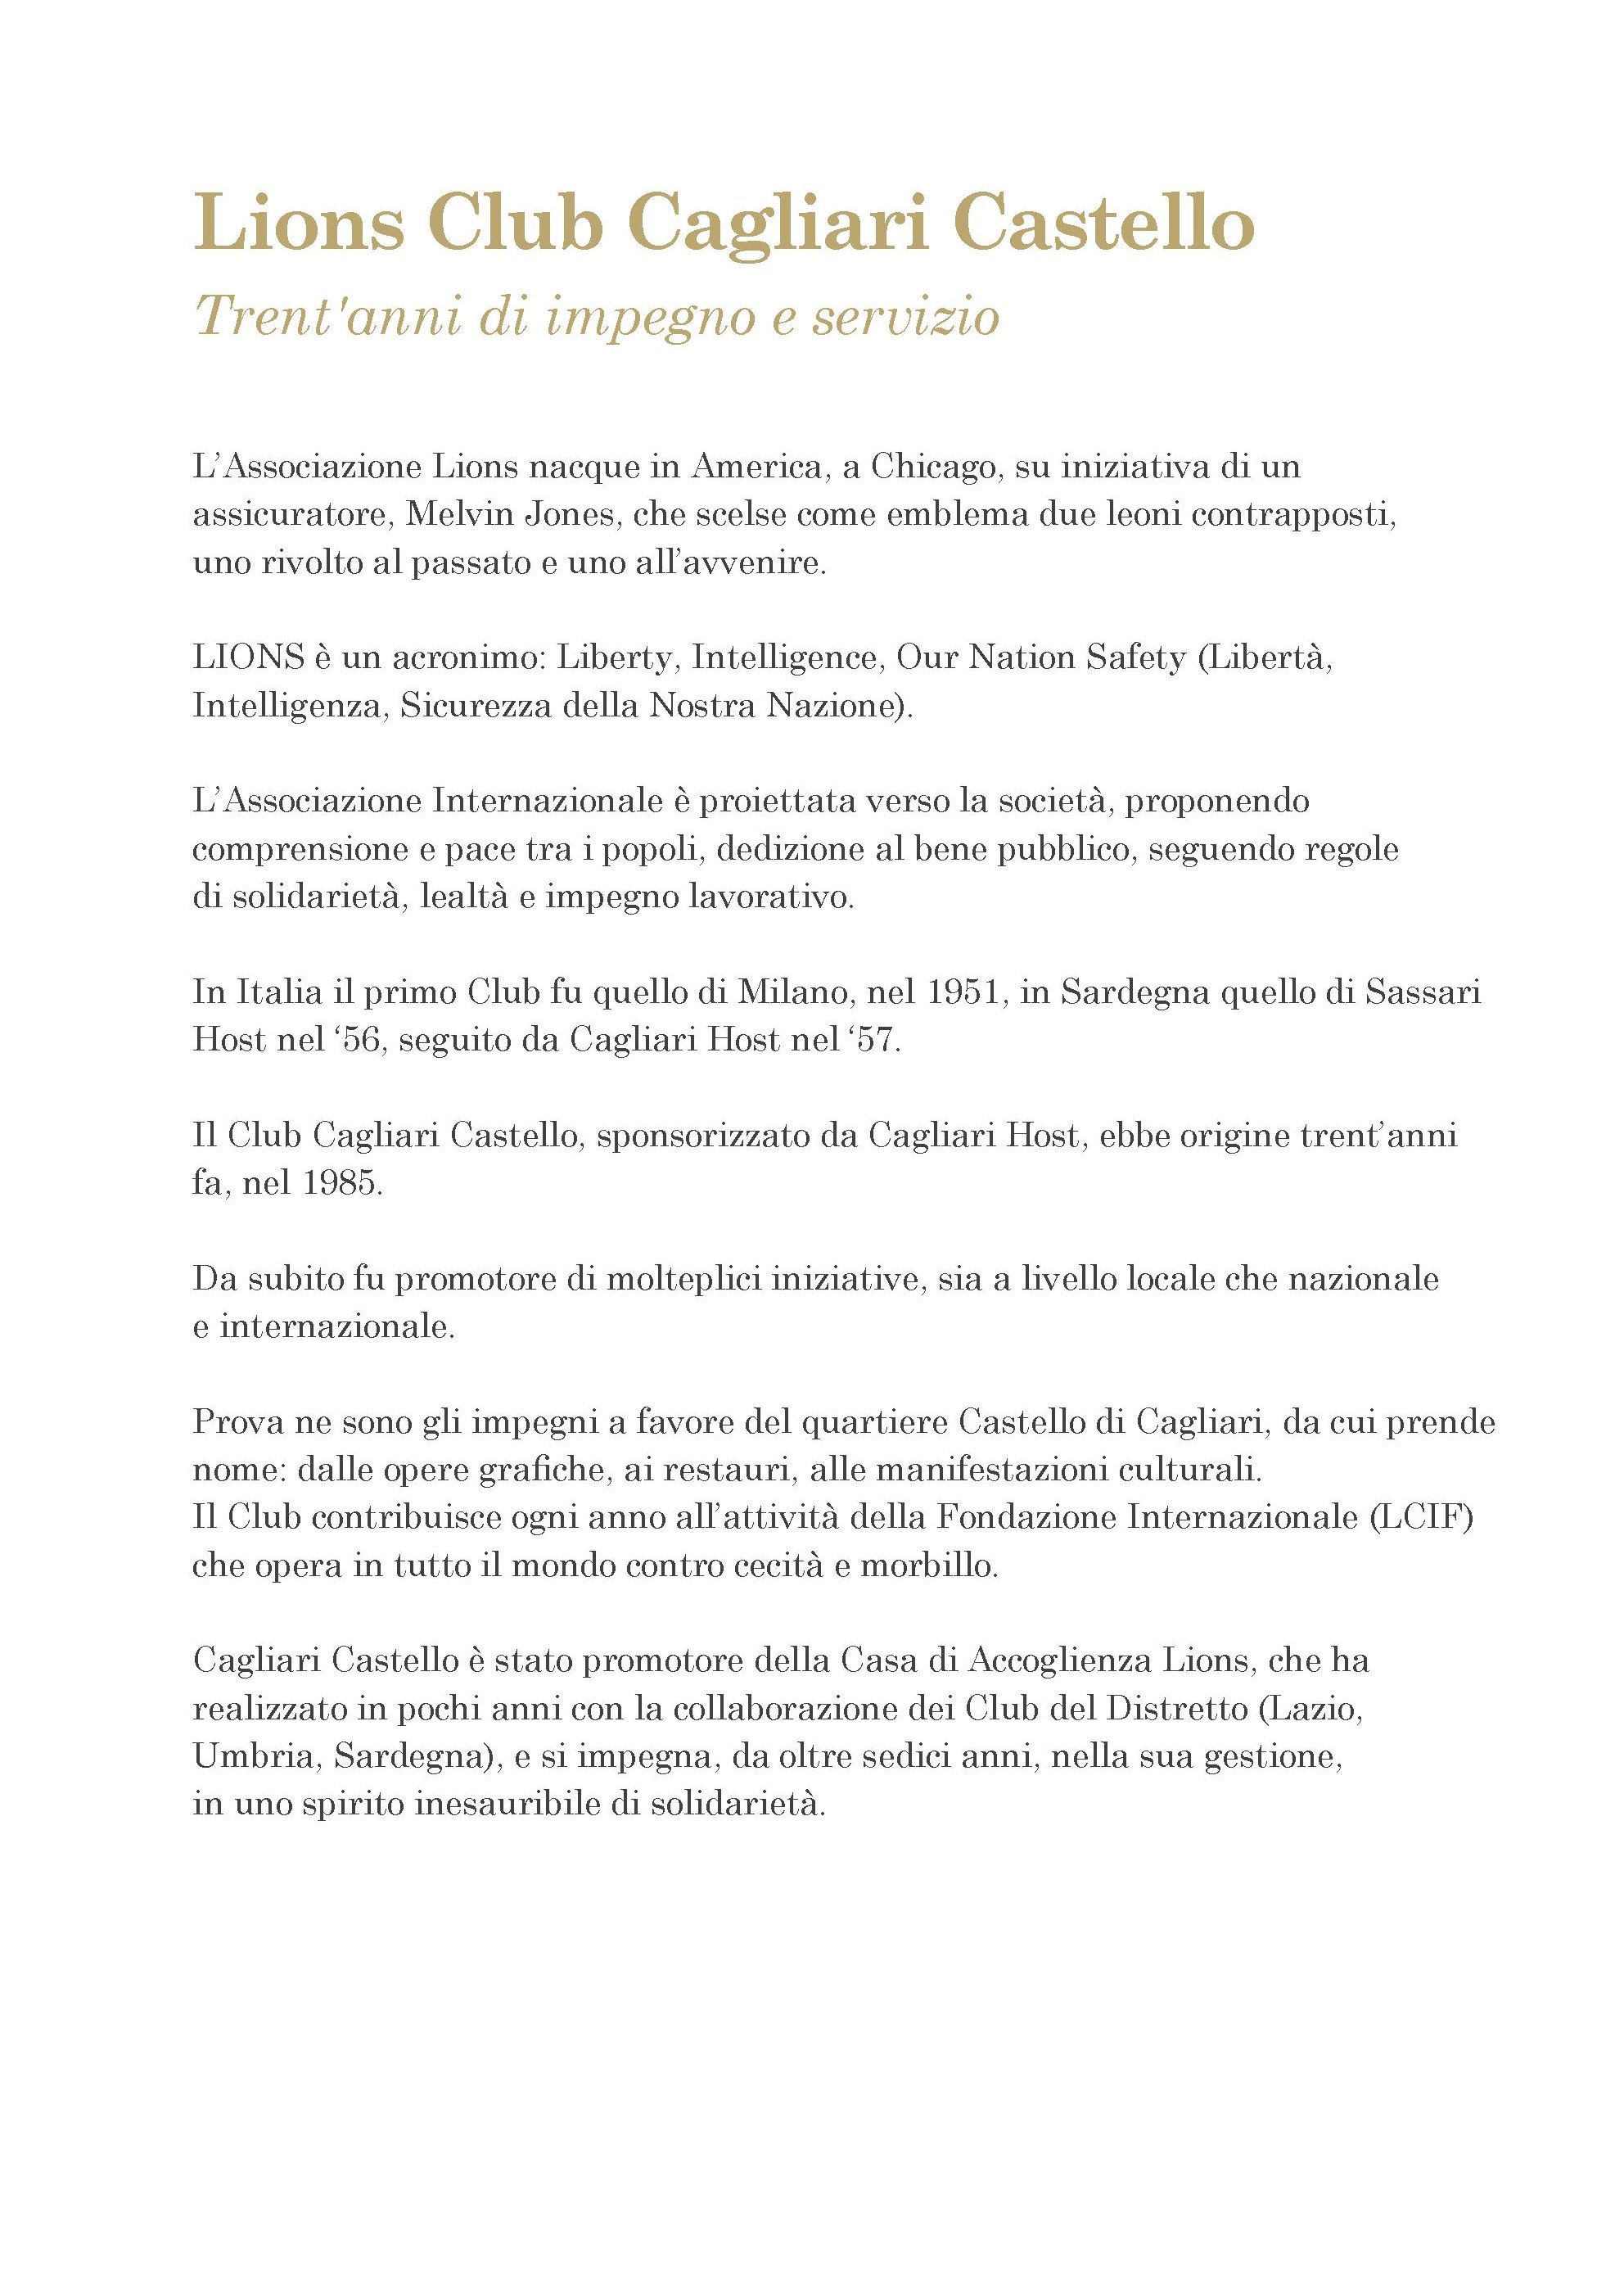 Lions Club Cagliari Castello
Trent'anni di impegno e servizio
L’Associazione Lions nacque in America, a Chicago, su iniziativa di un
assicuratore, Melvin Jones, che scelse come emblema due leoni contrapposti,
uno rivolto al passato e uno all’avvenire.
LIONS è un acronimo: Liberty, Intelligence, Our Nation Safety (Libertà,
Intelligenza, Sicurezza della Nostra Nazione).
L’Associazione Internazionale è proiettata verso la società, proponendo
comprensione e pace tra i popoli, dedizione al bene pubblico, seguendo regole
di solidarietà, lealtà e impegno lavorativo.
In Italia il primo Club fu quello di Milano, nel 1951, in Sardegna quello di Sassari
Host nel ‘56, seguito da Cagliari Host nel ‘57.
Il Club Cagliari Castello, sponsorizzato da Cagliari Host, ebbe origine trent’anni
fa, nel 1985.
Da subito fu promotore di molteplici iniziative, sia a livello locale che nazionale
e internazionale.
Prova ne sono gli impegni a favore del quartiere Castello di Cagliari, da cui prende
nome: dalle opere grafiche, ai restauri, alle manifestazioni culturali.
Il Club contribuisce ogni anno all’attività della Fondazione Internazionale (LCIF)
che opera in tutto il mondo contro cecità e morbillo.
Cagliari Castello è stato promotore della Casa di Accoglienza Lions, che ha
realizzato in pochi anni con la collaborazione dei Club del Distretto (Lazio,
Umbria, Sardegna), e si impegna, da oltre sedici anni, nella sua gestione,
in uno spirito inesauribile di solidarietà.